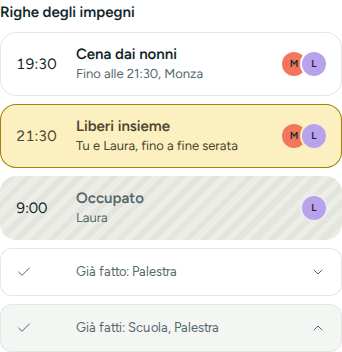 Righe degli impegni
19:30
Cena dai nonni
Fino alle 21:30, Monza
M L
21:30
Liberi insieme
Tu e Laura, fino a fine serata
M L
9:00
Occupato
Laura
L
Già fatto: Palestra
Già fatti: Scuola, Palestra